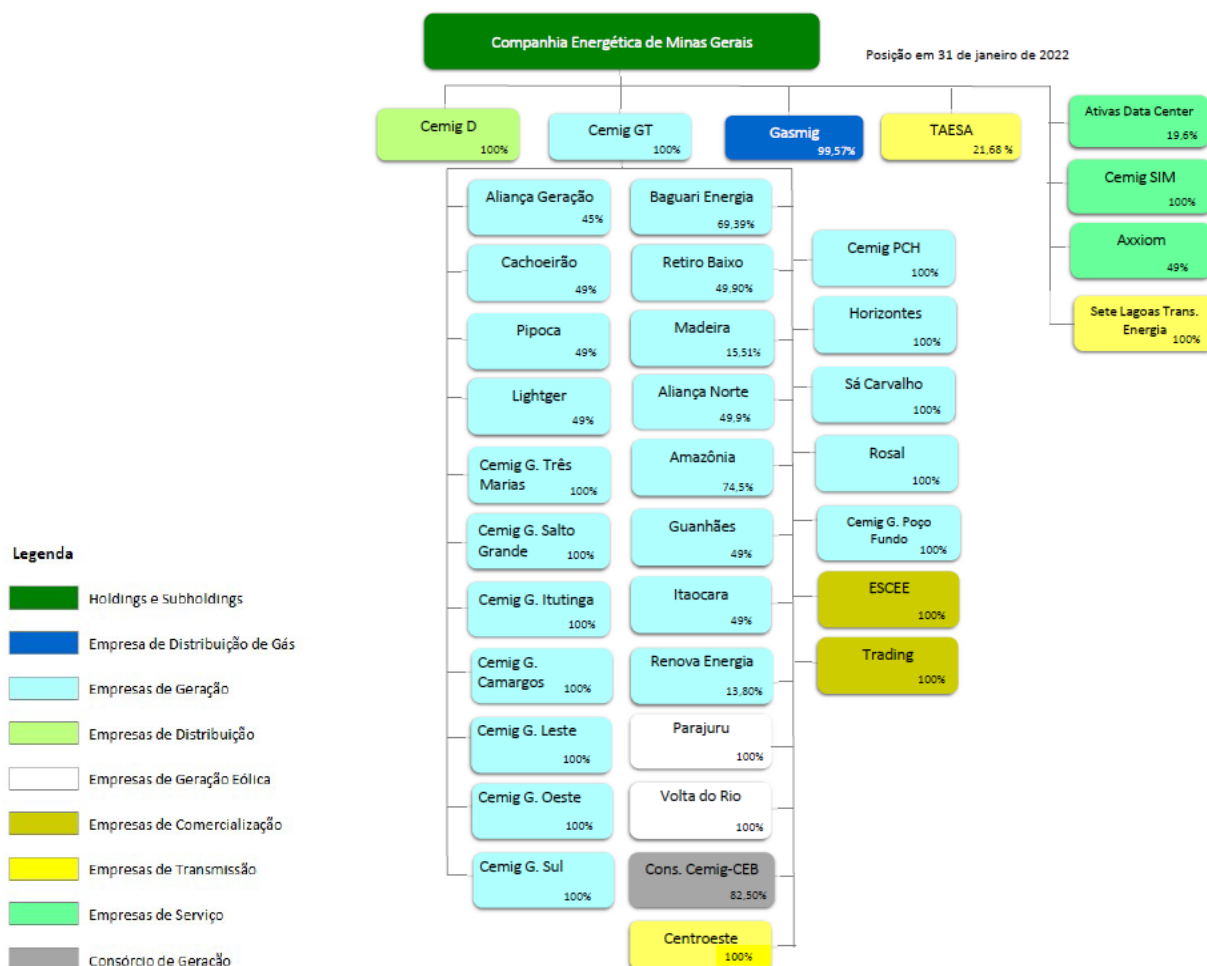 Companhia Energética de Minas Gerais
Posição em 31 de janeiro de 2022
Cemig D
100%
Cemig GT
100%
Gasmig
99,57%
TAESA
21,68 %
Ativas Data Center
19,6%
Cemig SIM
100%
Axxiom
49%
Sete Lagoas Trans.
Energia
100%
Aliança Geração
45%
Cachoeirão
49%
Pipoca
49%
Lightger
49%
Cemig G. Três
Marias
100%
Cemig G. Salto
Grande
100%
Cemig G. Itutinga
100%
Cemig G.
Camargos
100%
Cemig G. Leste
100%
Cemig G. Oeste
100%
Cemig G. Sul
100%
Baguari Energia
69,39%
Retiro Baixo
49,90%
Madeira
15,51%
Aliança Norte
49,9%
Amazônia
74,5%
Guanhães
49%
Itaocara
49%
Renova Energia
13,80%
Parajuru
100%
Volta do Rio
100%
Cons. Cemig-CEB
82,50%
Centroeste
100%
Cemig PCH
100%
Horizontes
100%
Sá Carvalho
100%
Rosal
100%
Cemig G. Poço
Fundo
100%
ESCEE
100%
Trading
100%
Legenda
Holdings e Subholdings
Empresa de Distribuição de Gás
Empresas de Geração
Empresas de Distribuição
Empresas de Geração Eólica
Empresas de Comercialização
Empresas de Transmissão
Empresas de Serviço
Consórcio de Geração